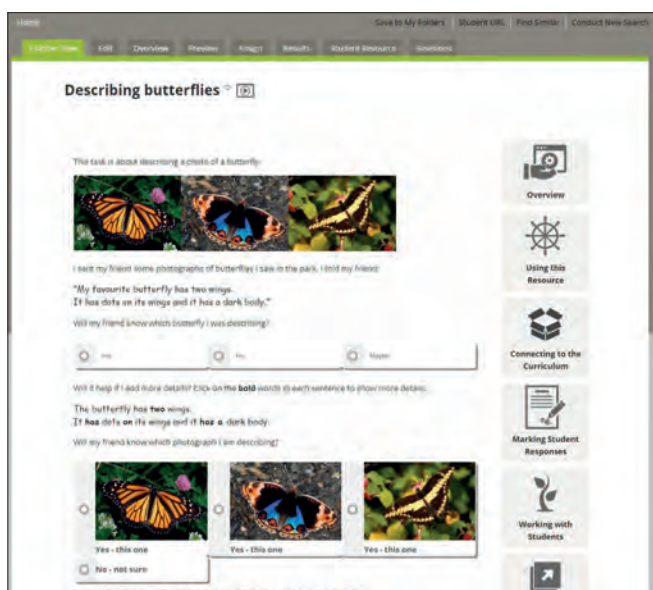 Home Save to My Folders Student URL Find Similar Conduct New Search
Edit Overview Preview Assign Results Student Resource
Describing butterflies
This task is about describing a photo of a butterfly.
I sent my friend some photographs of butterflies I saw in the park. I told my friend:
"My favourite butterfly has two wings.
It has dots on its wings and it has a dark body."
Will my friend know which butterfly I was describing?
Yes No Maybe
Will it help if I add more details? Click on the bold words in each sentence to show more details.
The butterfly has two wings.
It has dots on its wings and it has a dark body.
Will my friend know which photograph I am describing?
Yes - this one Yes - this one Yes - this one
No - not sure
Overview
Using this
Resource
Connecting to the
Curriculum
Marking Student
Responses
Working with
Students